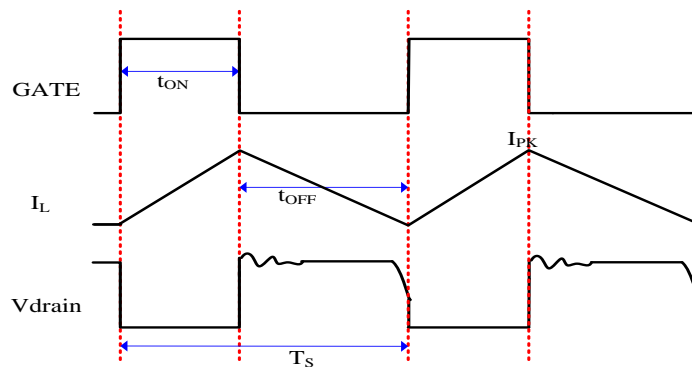 GATE
tON
IPK
IL
tOFF
Vdrain
TS